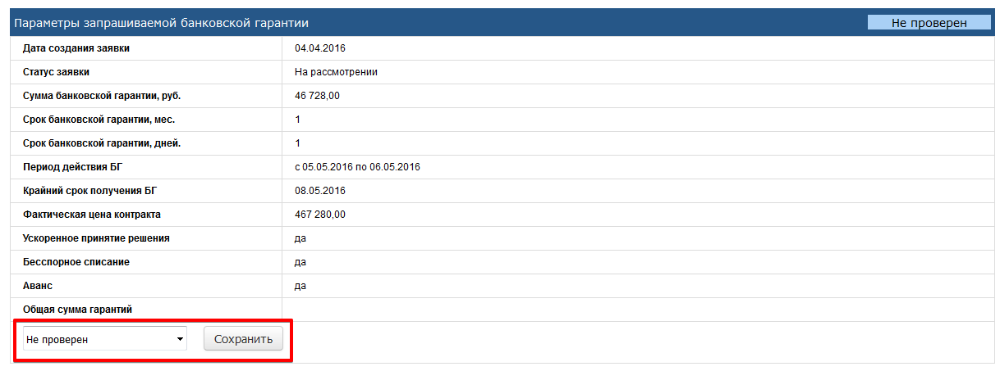 Параметры запрашиваемой банковской гарантии Не проверен
Дата создания заявки 04.04.2016
Статус заявки На рассмотрении
Сумма банковской гарантии, руб. 46 728,00
Срок банковской гарантии, мес. 1
Срок банковской гарантии, дней. 1
Период действия БГ с 05.05.2016 по 06.05.2016
Крайний срок получения БГ 08.05.2016
Фактическая цена контракта 467 280,00
Ускоренное принятие решения да
Бесспорное списание да
Аванс да
Общая сумма гарантий
Не проверен Сохранить